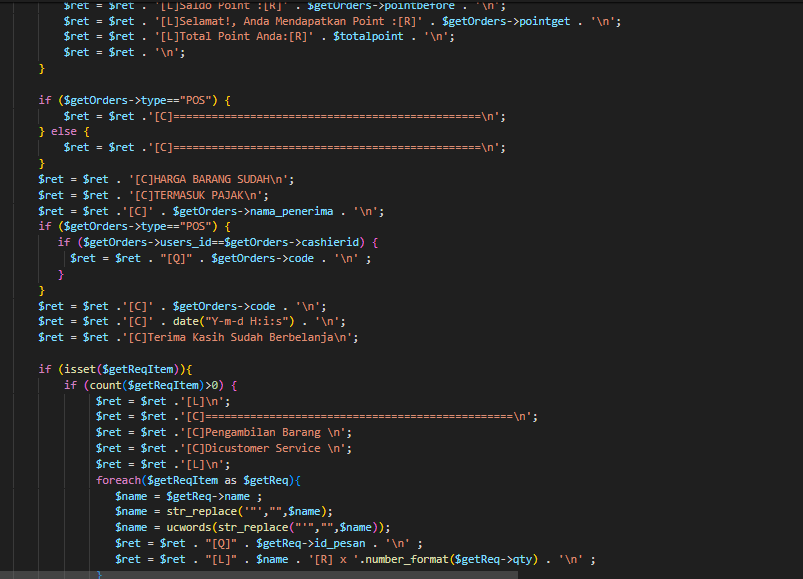 $ret = $ret . '[L]Saldo Point :[R]' . $getOrders->pointbefore . '\n';
$ret = $ret . '[L]Selamat!, Anda Mendapatkan Point :[R]' . $getOrders->pointget . '\n';
$ret = $ret . '[L]Total Point Anda:[R]' . $totalpoint . '\n';
$ret = $ret . '\n';
}
if ($getOrders->type=="POS") {
$ret = $ret .'[C]================================================\n';
} else {
$ret = $ret .'[C]================================================\n';
}
$ret = $ret . '[C]HARGA BARANG SUDAH\n';
$ret = $ret . '[C]TERMASUK PAJAK\n';
$ret = $ret .'[C]' . $getOrders->nama_penerima . '\n';
if ($getOrders->type=="POS") {
if ($getOrders->users_id==$getOrders->cashierid) {
$ret = $ret . "[Q]" . $getOrders->code . '\n' ;
}
}
$ret = $ret .'[C]' . $getOrders->code . '\n';
$ret = $ret .'[C]' . date("Y-m-d H:i:s") . '\n';
$ret = $ret .'[C]Terima Kasih Sudah Berbelanja\n';
if (isset($getReqItem)){
if (count($getReqItem)>0) {
$ret = $ret .'[L]\n';
$ret = $ret .'[C]================================================\n';
$ret = $ret .'[C]Pengambilan Barang \n';
$ret = $ret .'[C]Dicustomer Service \n';
$ret = $ret .'[L]\n';
foreach($getReqItem as $getReq){
$name = $getReq->name ;
$name = str_replace('"',"",$name);
$name = ucwords(str_replace("'","",$name));
$ret = $ret . "[Q]" . $getReq->id_pesan . '\n' ;
$ret = $ret . "[L]" . $name . '[R] x '.number_format($getReq->qty) . '\n' ;
}